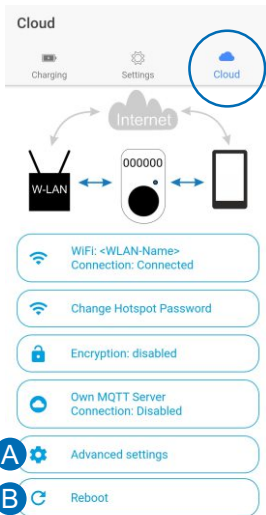 Cloud
Charging
Settings
Cloud
Internet
W-LAN
000000
WiFi: <WLAN-Name>
Connection: Connected
Change Hotspot Password
Encryption: disabled
Own MQTT Server
Connection: Disabled
A
Advanced settings
B
Reboot